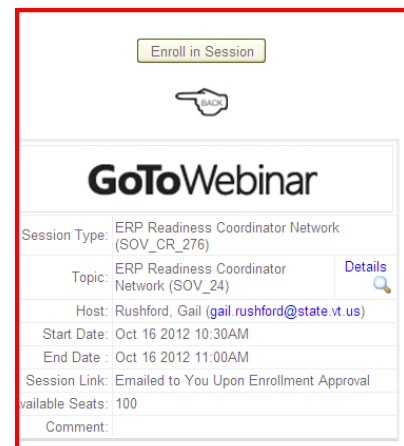 Enroll in Session
BACK
GoToWebinar
Session Type: ERP Readiness Coordinator Network
(SOV_CR_276)
Topic: ERP Readiness Coordinator Details
Network (SOV_24)
Host: Rushford, Gail (gail.rushford@state.vt.us)
Start Date: Oct 16 2012 10:30AM
End Date : Oct 16 2012 11:00AM
Session Link: Emailed to You Upon Enrollment Approval
vailable Seats: 100
Comment: